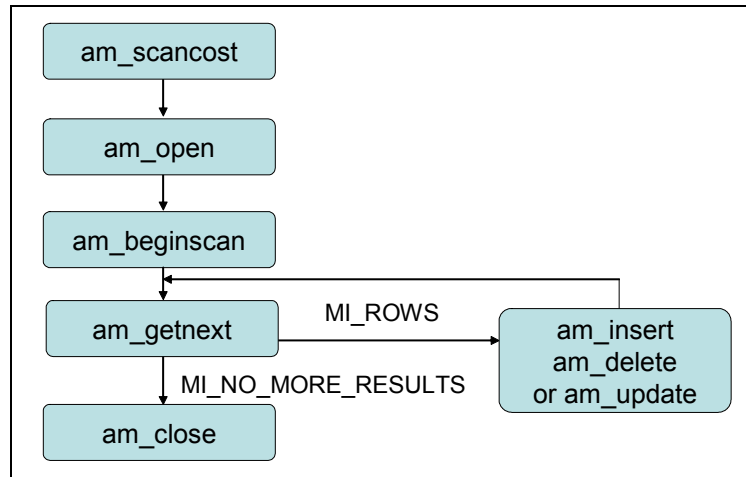 am_scancost
am_open
am_beginscan
am_getnext
MI_ROWS
am_insert
am_delete
or am_update
MI_NO_MORE_RESULTS
am_close